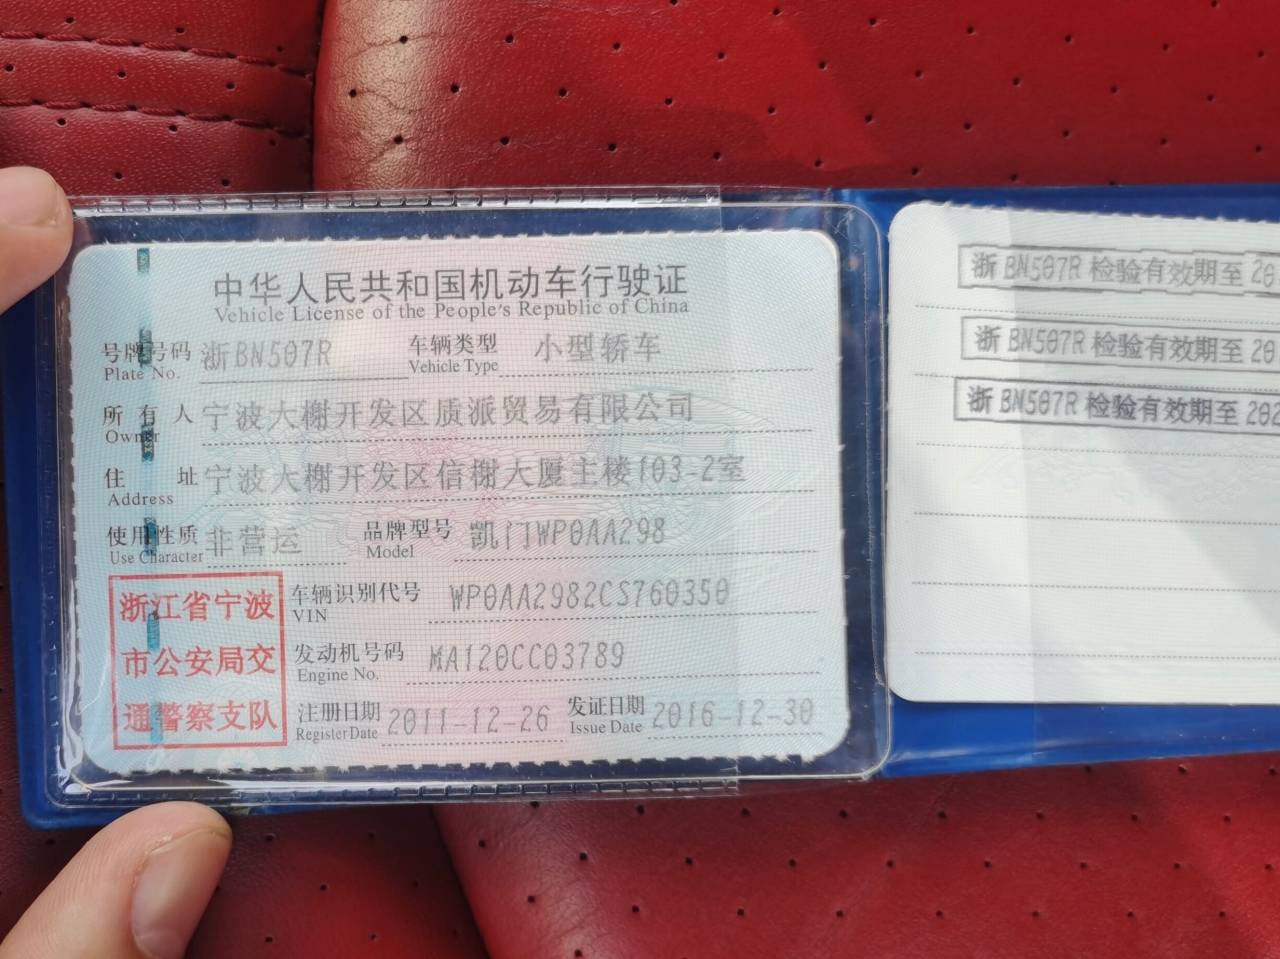 中华人民共和国机动车行驶证
Vehicle License of the People's Republic of China
号牌号码 浙BN507R 车辆类型 小型轿车
Plate No. Vehicle Type
所有人 宁波大榭开发区质派贸易有限公司
Owner
住址 宁波大榭开发区信榭大厦主楼103-2室
Address
使用性质 非营运 品牌型号 凯门WP0AA298
Use Character Model
车辆识别代号 WP0AA2982CS760350
VIN
发动机号码 MA120CC03789
Engine No.
注册日期 2011-12-26 发证日期 2016-12-30
Register Date Issue Date
浙江省宁波
市公安局交
通警察支队
浙BN507R 检验有效期至 20
浙BN507R 检验有效期至 20
浙BN507R 检验有效期至 202